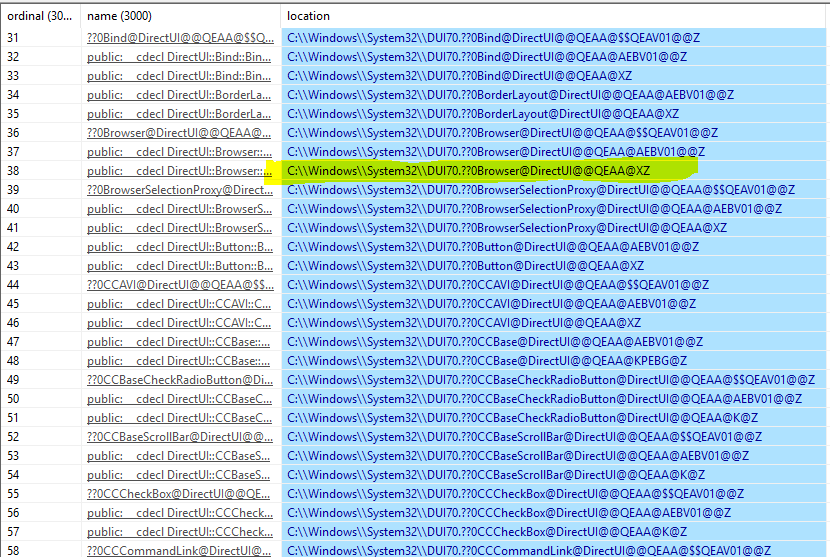 ordinal (30... name (3000) location
31 ??0Bind@DirectUI@@QEAA@$$Q... C:\\Windows\\System32\\DUI70.??0Bind@DirectUI@@QEAA@$$QEAV01@@Z
32 public: __cdecl DirectUI::Bind::Bin... C:\\Windows\\System32\\DUI70.??0Bind@DirectUI@@QEAA@AEBV01@@Z
33 public: __cdecl DirectUI::Bind::Bin... C:\\Windows\\System32\\DUI70.??0Bind@DirectUI@@QEAA@XZ
34 public: __cdecl DirectUI::BorderLa... C:\\Windows\\System32\\DUI70.??0BorderLayout@DirectUI@@QEAA@AEBV01@@Z
35 public: __cdecl DirectUI::BorderLa... C:\\Windows\\System32\\DUI70.??0BorderLayout@DirectUI@@QEAA@XZ
36 ??0Browser@DirectUI@@QEAA@... C:\\Windows\\System32\\DUI70.??0Browser@DirectUI@@QEAA@$$QEAV01@@Z
37 public: __cdecl DirectUI::Browser::... C:\\Windows\\System32\\DUI70.??0Browser@DirectUI@@QEAA@AEBV01@@Z
38 public: __cdecl DirectUI::Browser::... C:\\Windows\\System32\\DUI70.??0Browser@DirectUI@@QEAA@XZ
39 ??0BrowserSelectionProxy@Direct... C:\\Windows\\System32\\DUI70.??0BrowserSelectionProxy@DirectUI@@QEAA@$$QEAV01@@Z
40 public: __cdecl DirectUI::BrowserS... C:\\Windows\\System32\\DUI70.??0BrowserSelectionProxy@DirectUI@@QEAA@AEBV01@@Z
41 public: __cdecl DirectUI::BrowserS... C:\\Windows\\System32\\DUI70.??0BrowserSelectionProxy@DirectUI@@QEAA@XZ
42 public: __cdecl DirectUI::Button::B... C:\\Windows\\System32\\DUI70.??0Button@DirectUI@@QEAA@AEBV01@@Z
43 public: __cdecl DirectUI::Button::B... C:\\Windows\\System32\\DUI70.??0Button@DirectUI@@QEAA@XZ
44 ??0CCAVI@DirectUI@@QEAA@$$... C:\\Windows\\System32\\DUI70.??0CCAVI@DirectUI@@QEAA@$$QEAV01@@Z
45 public: __cdecl DirectUI::CCAVI::C... C:\\Windows\\System32\\DUI70.??0CCAVI@DirectUI@@QEAA@AEBV01@@Z
46 public: __cdecl DirectUI::CCAVI::C... C:\\Windows\\System32\\DUI70.??0CCAVI@DirectUI@@QEAA@XZ
47 public: __cdecl DirectUI::CCBase::... C:\\Windows\\System32\\DUI70.??0CCBase@DirectUI@@QEAA@AEBV01@@Z
48 public: __cdecl DirectUI::CCBase::... C:\\Windows\\System32\\DUI70.??0CCBase@DirectUI@@QEAA@KPEBG@Z
49 ??0CCBaseCheckRadioButton@Di... C:\\Windows\\System32\\DUI70.??0CCBaseCheckRadioButton@DirectUI@@QEAA@$$QEAV01@@Z
50 public: __cdecl DirectUI::CCBaseC... C:\\Windows\\System32\\DUI70.??0CCBaseCheckRadioButton@DirectUI@@QEAA@AEBV01@@Z
51 public: __cdecl DirectUI::CCBaseC... C:\\Windows\\System32\\DUI70.??0CCBaseCheckRadioButton@DirectUI@@QEAA@K@Z
52 ??0CCBaseScrollBar@DirectUI@@... C:\\Windows\\System32\\DUI70.??0CCBaseScrollBar@DirectUI@@QEAA@$$QEAV01@@Z
53 public: __cdecl DirectUI::CCBaseS... C:\\Windows\\System32\\DUI70.??0CCBaseScrollBar@DirectUI@@QEAA@AEBV01@@Z
54 public: __cdecl DirectUI::CCBaseS... C:\\Windows\\System32\\DUI70.??0CCBaseScrollBar@DirectUI@@QEAA@K@Z
55 ??0CCCheckBox@DirectUI@@QE... C:\\Windows\\System32\\DUI70.??0CCCheckBox@DirectUI@@QEAA@$$QEAV01@@Z
56 public: __cdecl DirectUI::CCCheck... C:\\Windows\\System32\\DUI70.??0CCCheckBox@DirectUI@@QEAA@AEBV01@@Z
57 public: __cdecl DirectUI::CCCheck... C:\\Windows\\System32\\DUI70.??0CCCheckBox@DirectUI@@QEAA@K@Z
58 ??0CCCommandLink@DirectUI@... C:\\Windows\\System32\\DUI70.??0CCCommandLink@DirectUI@@QEAA@$$QEAV01@@Z